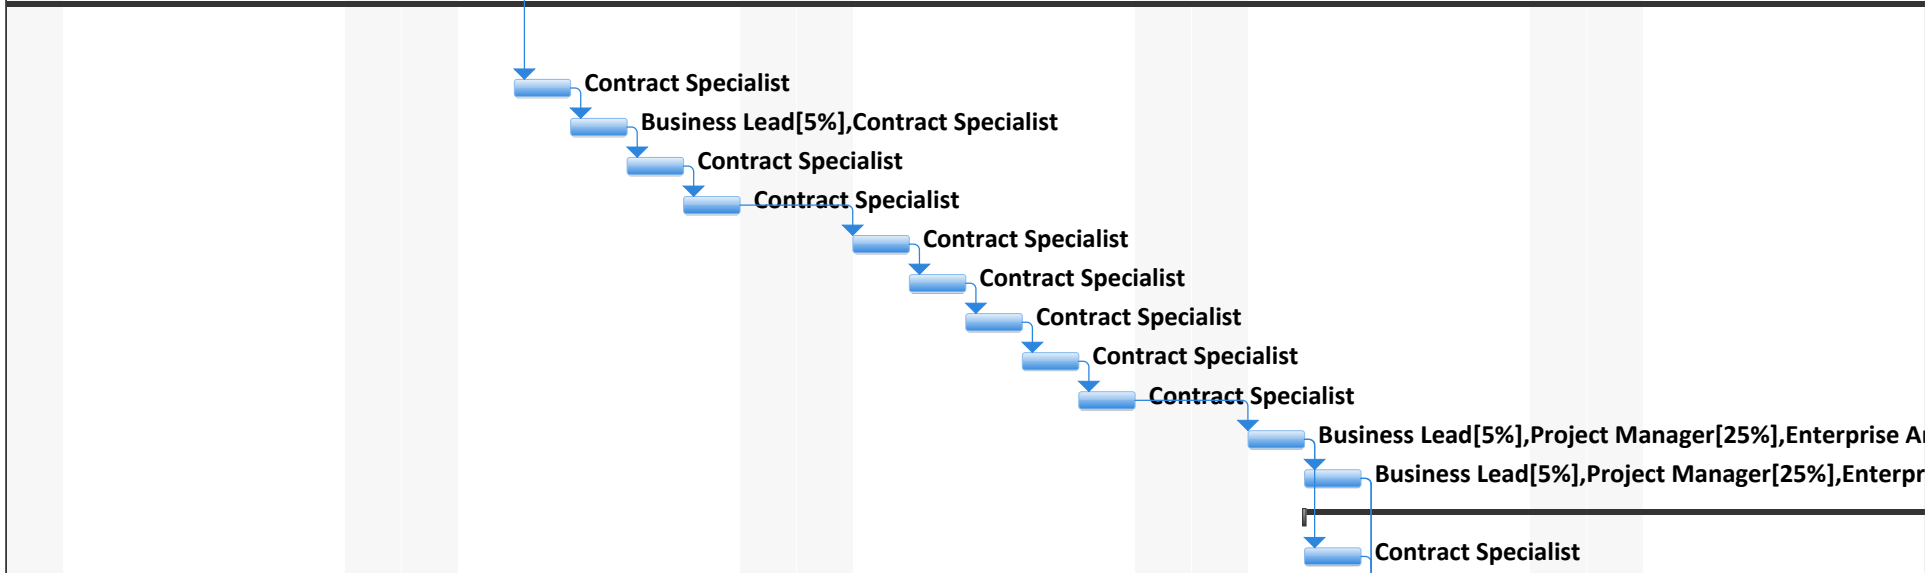 Contract Specialist
Business Lead[5%],Contract Specialist
Contract Specialist
Contract Specialist
Contract Specialist
Contract Specialist
Contract Specialist
Contract Specialist
Contract Specialist
Business Lead[5%],Project Manager[25%],Enterprise
Business Lead[5%],Project Manager[25%],
Contract Specialist